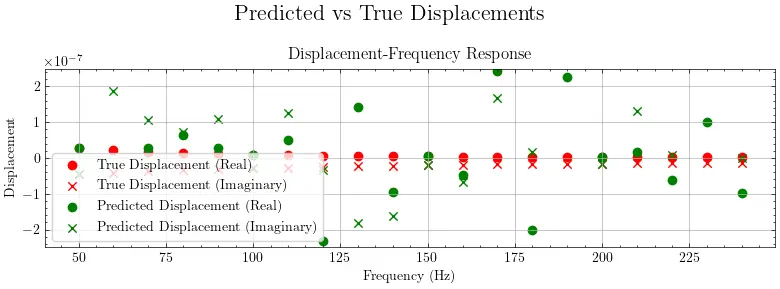 Predicted vs True Displacements
Displacement-Frequency Response
×10⁻⁷
2
1
0
−1
−2
Displacement
True Displacement (Real)
True Displacement (Imaginary)
Predicted Displacement (Real)
Predicted Displacement (Imaginary)
50 75 100 125 150 175 200 225
Frequency (Hz)